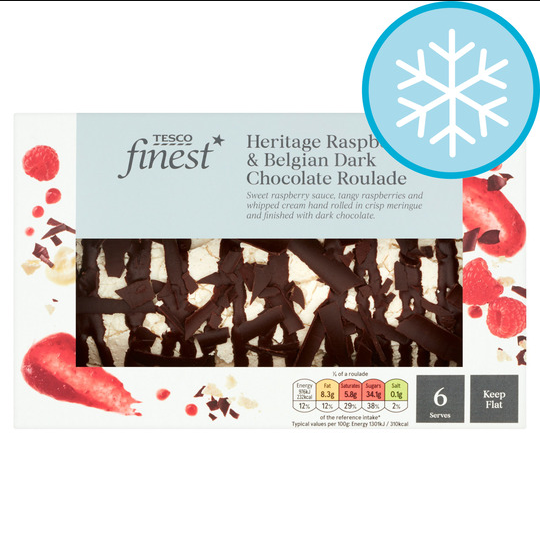 TESCO
finest
Heritage
& Belgian Dark
Chocolate Roulade
Sweet raspberry sauce, tangy raspberries and
whipped cream hand rolled in crisp meringue
and finished with dark chocolate.
⅙ of a roulade
Energy Fat Saturates Sugars Salt
976kJ 8.3g 5.8g 34.1g 0.1g
232kcal
12% 12% 29% 38% 2%
of the reference intake*
Typical values per 100g: Energy 1301kJ / 310kcal
6
Serves
Keep
Flat